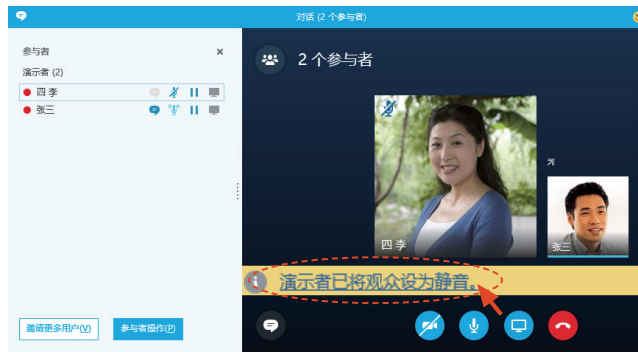 对话 (2 个参与者)
参与者
演示者 (2)
四 李
张三
2 个参与者
四 李
张三
演示者已将观众设为静音。
邀请更多用户(V)
参与者操作(P)